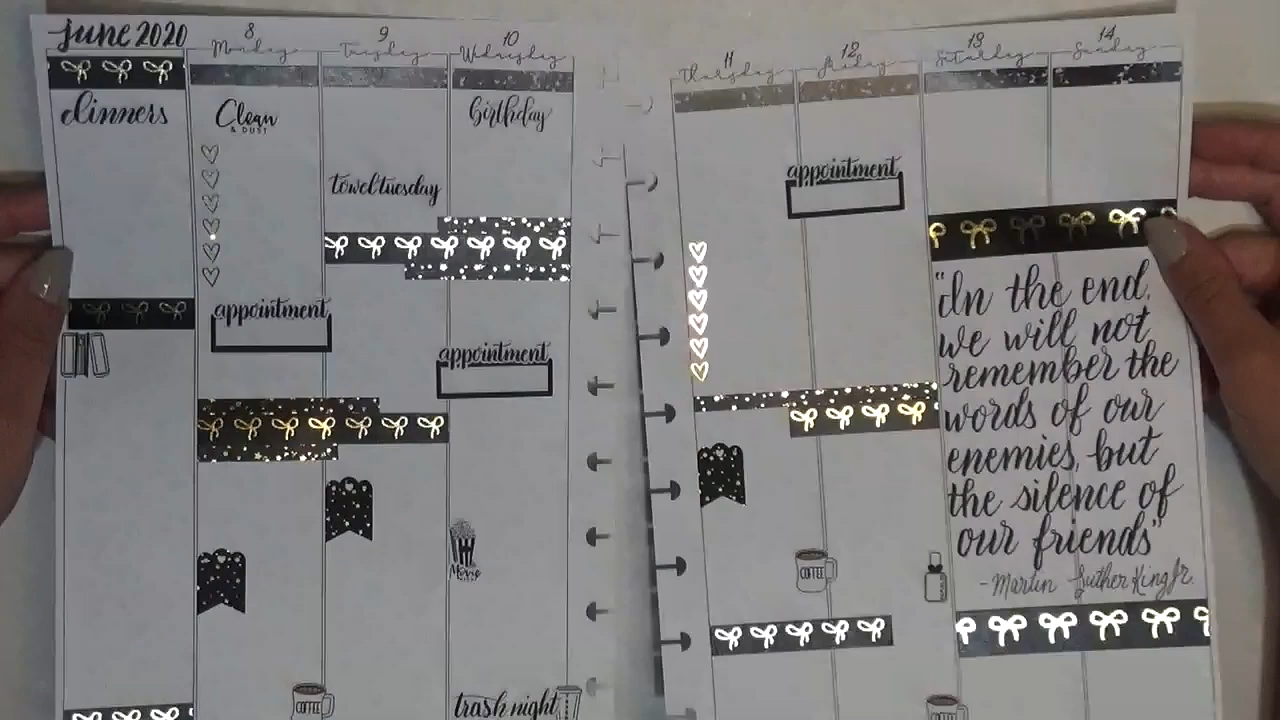 june 2020
8
Monday
9
Tuesday
10
Wednesday
11
Thursday
12
friday
13
Saturday
14
Sunday
dinners
Clean
& DUST
birthday
towel tuesday
appointment
appointment
appointment
"In the end,
we will not
remember the
words of our
enemies, but
the silence of
our friends"
-Martin Luther King Jr.
Movie
COFFEE
COFFEE
trash night